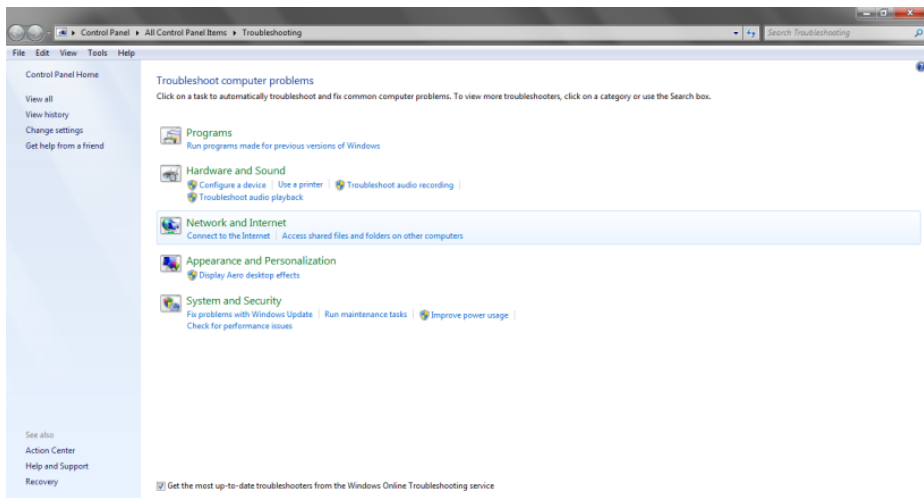 Control Panel ▸ All Control Panel Items ▸ Troubleshooting
Search Troubleshooting
File Edit View Tools Help
Control Panel Home
View all
View history
Change settings
Get help from a friend
Troubleshoot computer problems
Click on a task to automatically troubleshoot and fix common computer problems. To view more troubleshooters, click on a category or use the Search box.
Programs
Run programs made for previous versions of Windows
Hardware and Sound
Configure a device | Use a printer | Troubleshoot audio recording |
Troubleshoot audio playback
Network and Internet
Connect to the Internet | Access shared files and folders on other computers
Appearance and Personalization
Display Aero desktop effects
System and Security
Fix problems with Windows Update | Run maintenance tasks | Improve power usage |
Check for performance issues
See also
Action Center
Help and Support
Recovery
Get the most up-to-date troubleshooters from the Windows Online Troubleshooting service